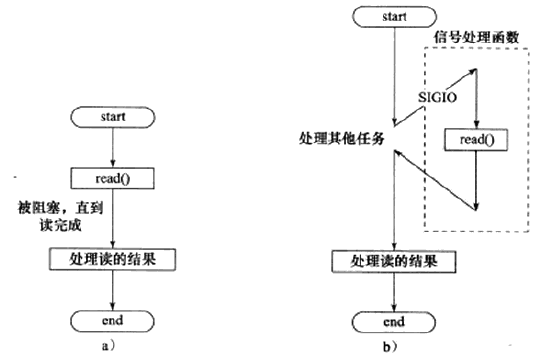 start
read()
被阻塞，直到
读完成
处理读的结果
end
a）
start
信号处理函数
SIGIO
处理其他任务
read()
处理读的结果
end
b）